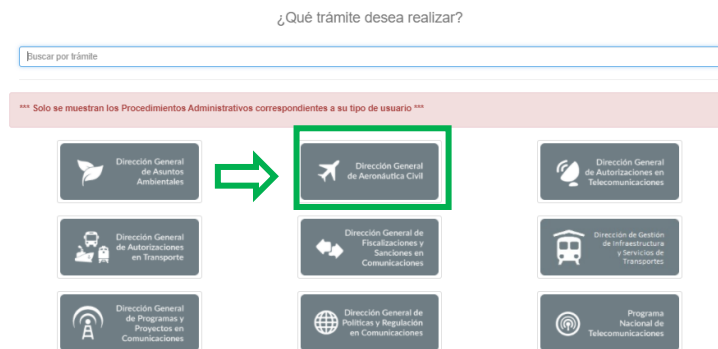 ¿Qué trámite desea realizar?
Buscar por trámite
*** Solo se muestran los Procedimientos Administrativos correspondientes a su tipo de usuario ***
Dirección General
de Asuntos
Ambientales
Dirección General
de Aeronáutica Civil
Dirección General
de Autorizaciones en
Telecomunicaciones
Dirección General
de Autorizaciones
en Transporte
Dirección General de
Fiscalizaciones y
Sanciones en
Comunicaciones
Dirección de Gestión
de Infraestructura
y Servicios de
Transportes
Dirección General
de Programas y
Proyectos en
Comunicaciones
Dirección General de
Políticas y Regulación
en Comunicaciones
Programa
Nacional de
Telecomunicaciones